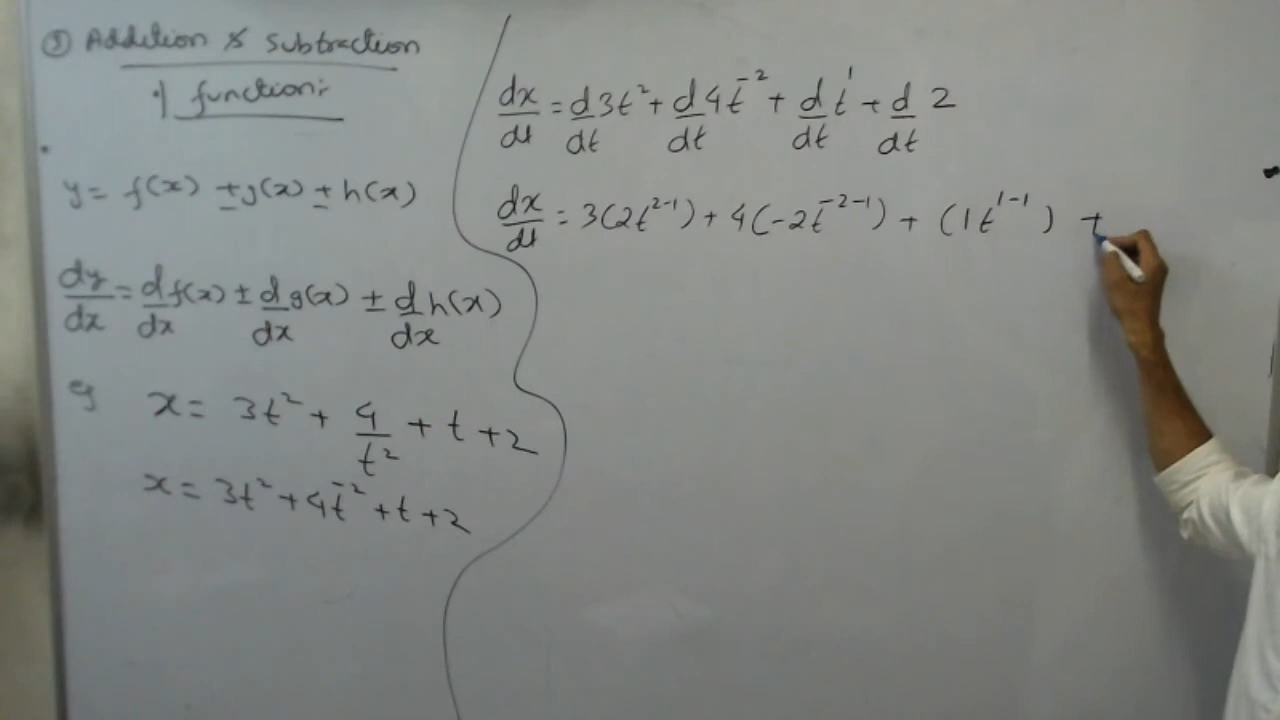 ③ Addition & Subtraction
of function:-
y = f(x) ± g(x) ± h(x)
dy/dx = d/dx f(x) ± d/dx g(x) ± d/dx h(x)
eg x = 3t² + 4/t² + t + 2
x = 3t² + 4t⁻² + t + 2
dx/dt = d/dt 3t² + d/dt 4t⁻² + d/dt t¹ + d/dt 2
dx/dt = 3(2t²⁻¹) + 4(-2t⁻²⁻¹) + (1t¹⁻¹) +